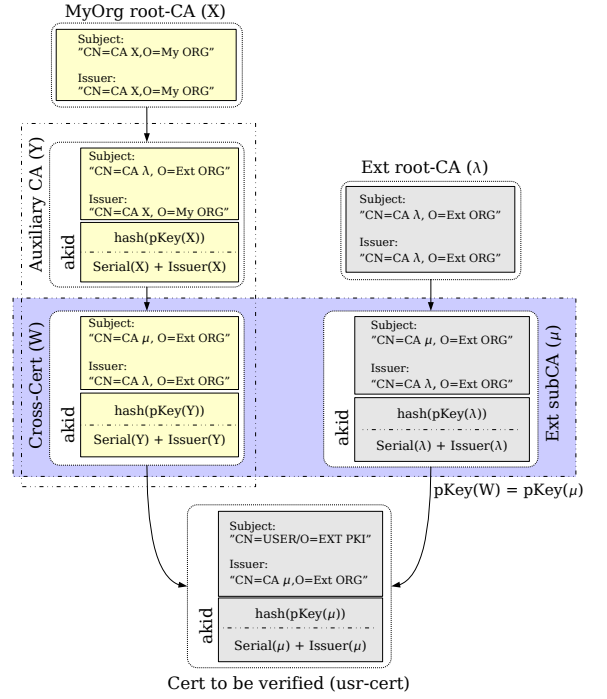 MyOrg root-CA (X)
Subject:
“CN=CA X,O=My ORG”
Issuer:
“CN=CA X,O=My ORG”
Auxiliary CA (Y)
akid
Subject:
“CN=CA λ, O=Ext ORG”
Issuer:
“CN=CA X, O=My ORG”
hash(pKey(X))
Serial(X) + Issuer(X)
Ext root-CA (λ)
Subject:
“CN=CA λ, O=Ext ORG”
Issuer:
“CN=CA λ, O=Ext ORG”
Cross-Cert (W)
akid
Subject:
“CN=CA μ, O=Ext ORG”
Issuer:
“CN=CA λ, O=Ext ORG”
hash(pKey(Y))
Serial(Y) + Issuer(Y)
akid
Subject:
“CN=CA μ, O=Ext ORG”
Issuer:
“CN=CA λ, O=Ext ORG”
hash(pKey(λ))
Serial(λ) + Issuer(λ)
Ext subCA (μ)
pKey(W) = pKey(μ)
akid
Subject:
“CN=USER/O=EXT PKI”
Issuer:
“CN=CA μ,O=Ext ORG”
hash(pKey(μ))
Serial(μ) + Issuer(μ)
Cert to be verified (usr-cert)